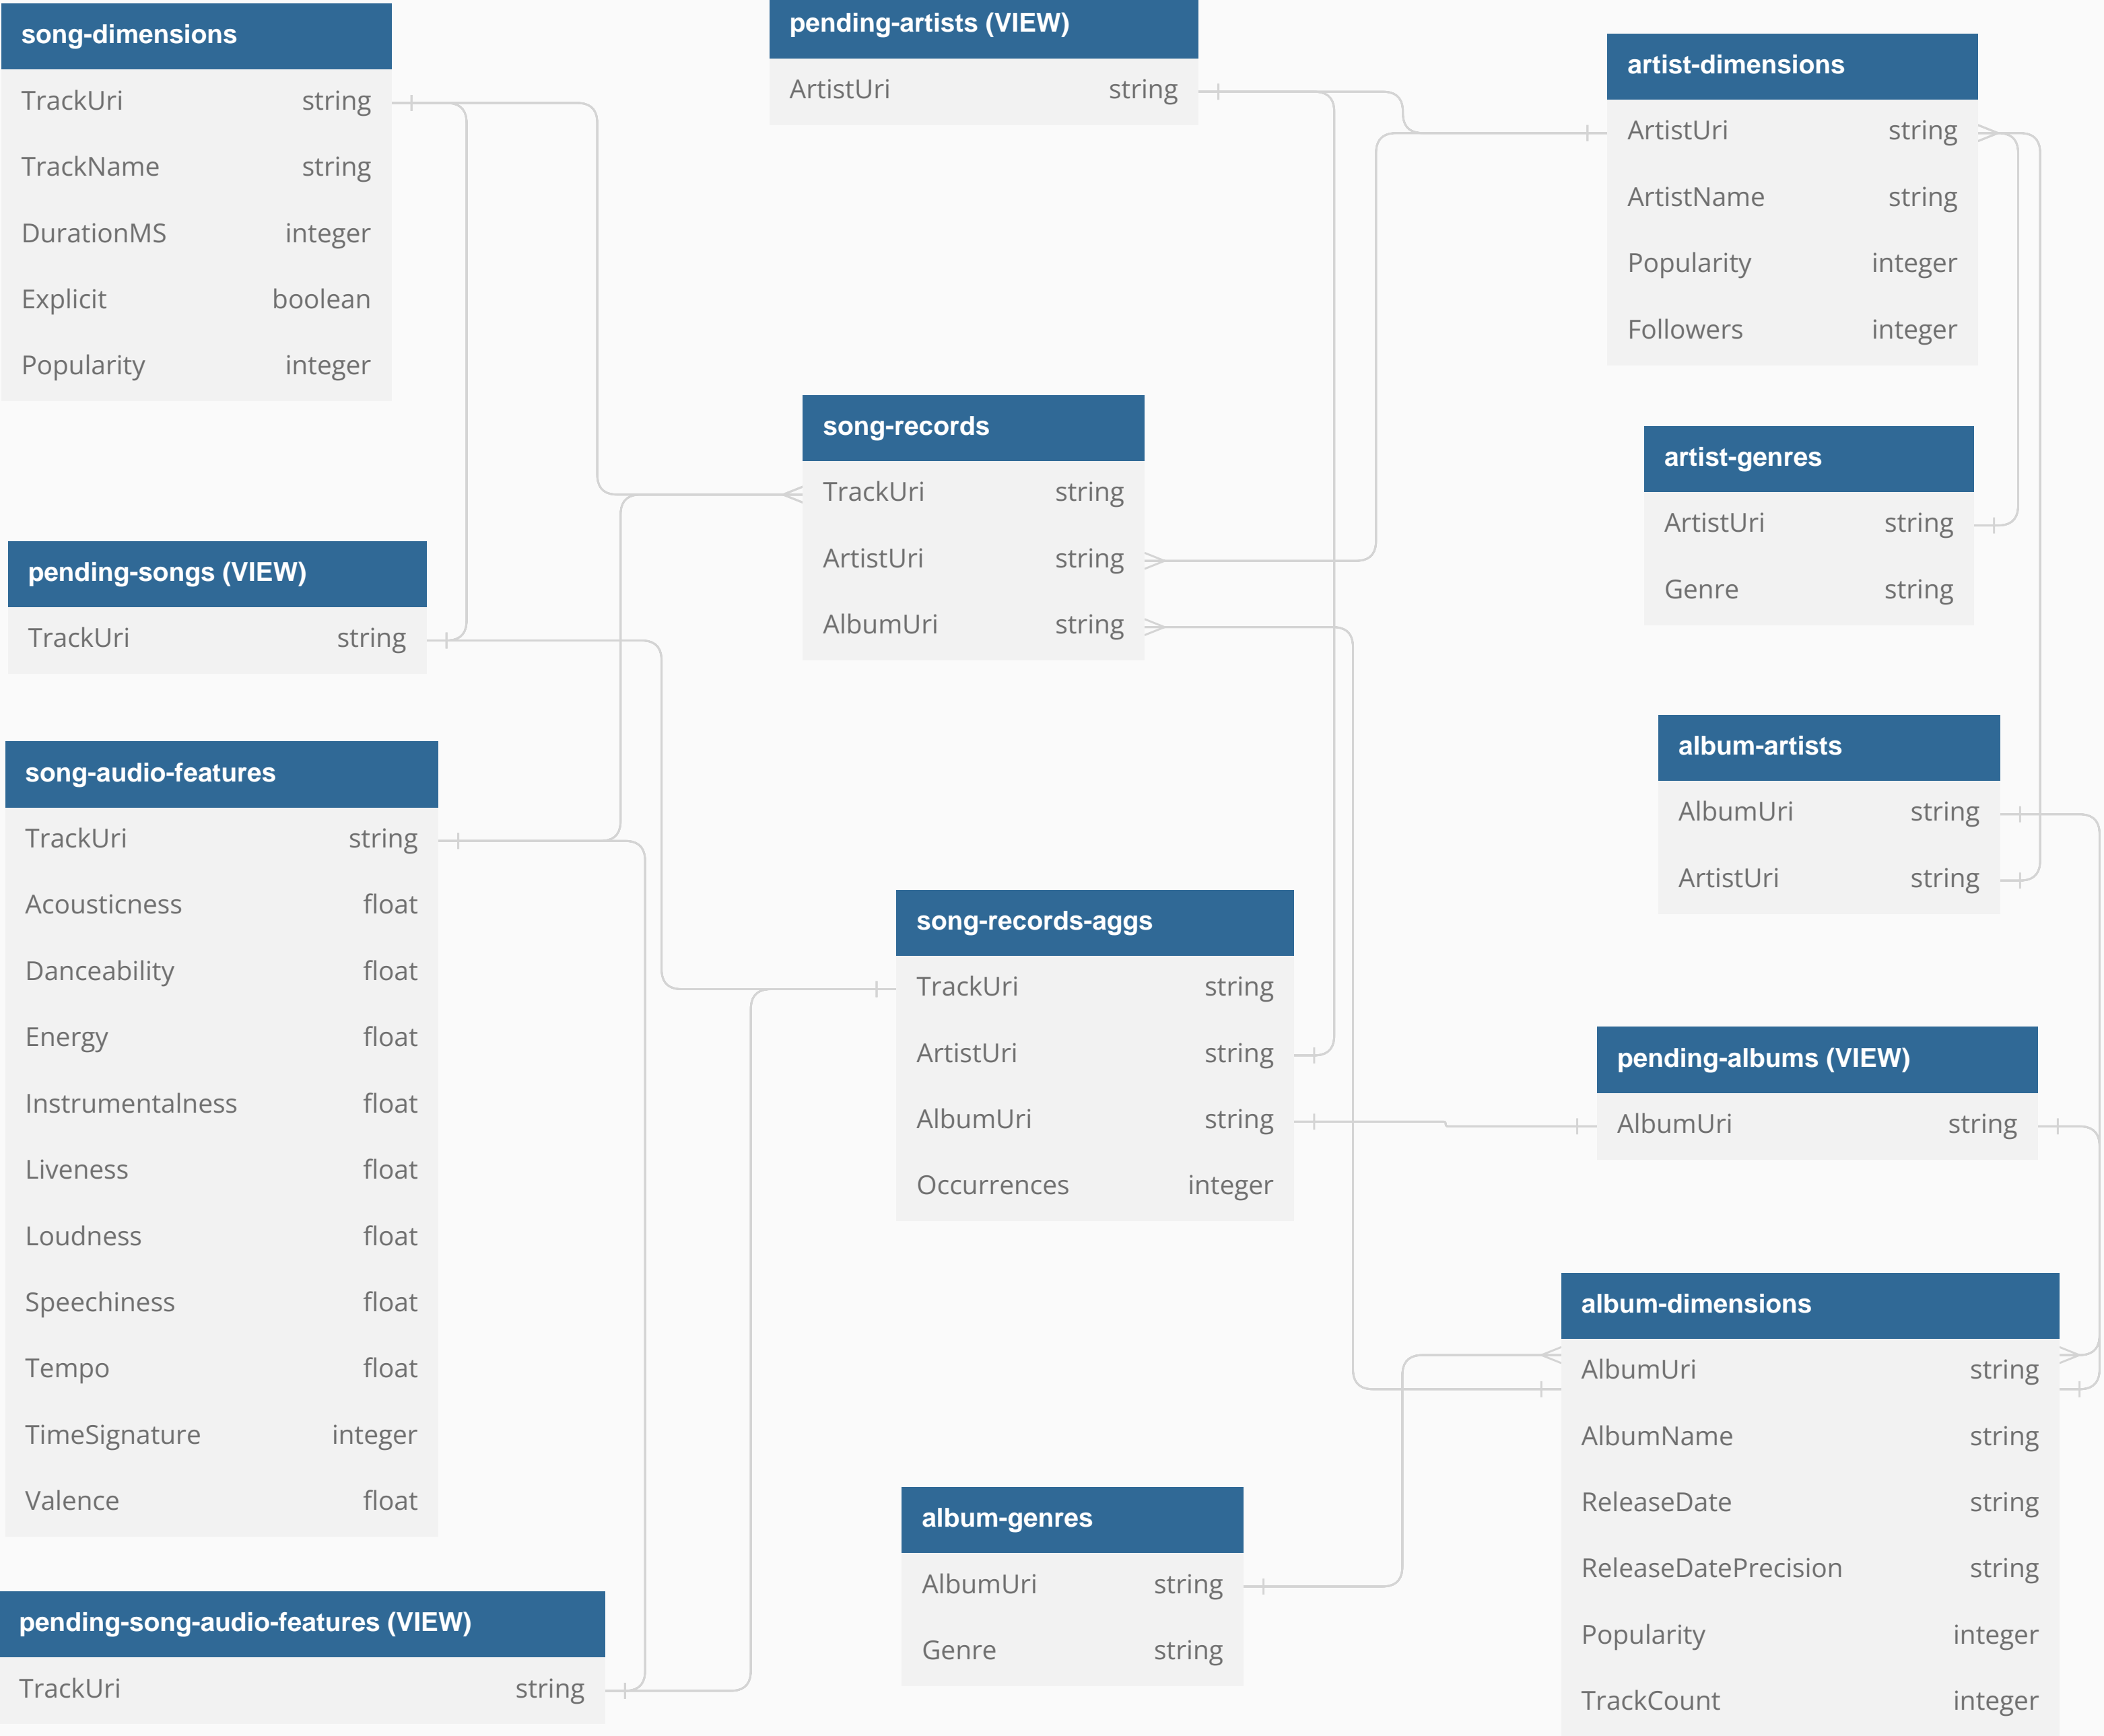 song-dimensions
TrackUri string
TrackName string
DurationMS integer
Explicit boolean
Popularity integer
pending-songs (VIEW)
TrackUri string
song-audio-features
TrackUri string
Acousticness float
Danceability float
Energy float
Instrumentalness float
Liveness float
Loudness float
Speechiness float
Tempo float
TimeSignature integer
Valence float
pending-song-audio-features (VIEW)
TrackUri string
pending-artists (VIEW)
ArtistUri string
song-records
TrackUri string
ArtistUri string
AlbumUri string
song-records-aggs
TrackUri string
ArtistUri string
AlbumUri string
Occurrences integer
album-genres
AlbumUri string
Genre string
artist-dimensions
ArtistUri string
ArtistName string
Popularity integer
Followers integer
artist-genres
ArtistUri string
Genre string
album-artists
AlbumUri string
ArtistUri string
pending-albums (VIEW)
AlbumUri string
album-dimensions
AlbumUri string
AlbumName string
ReleaseDate string
ReleaseDatePrecision string
Popularity integer
TrackCount integer